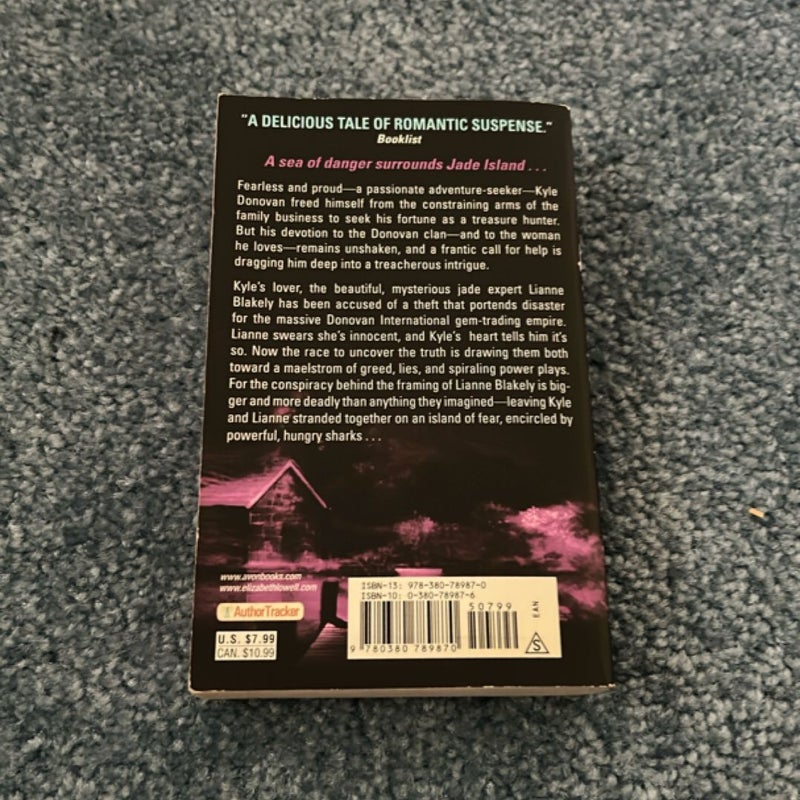 "A DELICIOUS TALE OF ROMANTIC SUSPENSE."
Booklist
A sea of danger surrounds Jade Island . . .
Fearless and proud—a passionate adventure-seeker—Kyle
Donovan freed himself from the constraining arms of the
family business to seek his fortune as a treasure hunter.
But his devotion to the Donovan clan—and to the woman
he loves—remains unshaken, and a frantic call for help is
dragging him deep into a treacherous intrigue.
Kyle's lover, the beautiful, mysterious jade expert Lianne
Blakely has been accused of a theft that portends disaster
for the massive Donovan International gem-trading empire.
Lianne swears she's innocent, and Kyle's heart tells him it's
so. Now the race to uncover the truth is drawing them both
toward a maelstrom of greed, lies, and spiraling power plays.
For the conspiracy behind the framing of Lianne Blakely is big-
ger and more deadly than anything they imagined—leaving Kyle
and Lianne stranded together on an island of fear, encircled by
powerful, hungry sharks . . .
www.avonbooks.com
www.elizabethlowell.com
AuthorTracker
U.S. $7.99
CAN. $10.99
ISBN-13: 978-380-78987-0
ISBN-10: 0-380-78987-6
50799
EAN
9 780380 789870
S